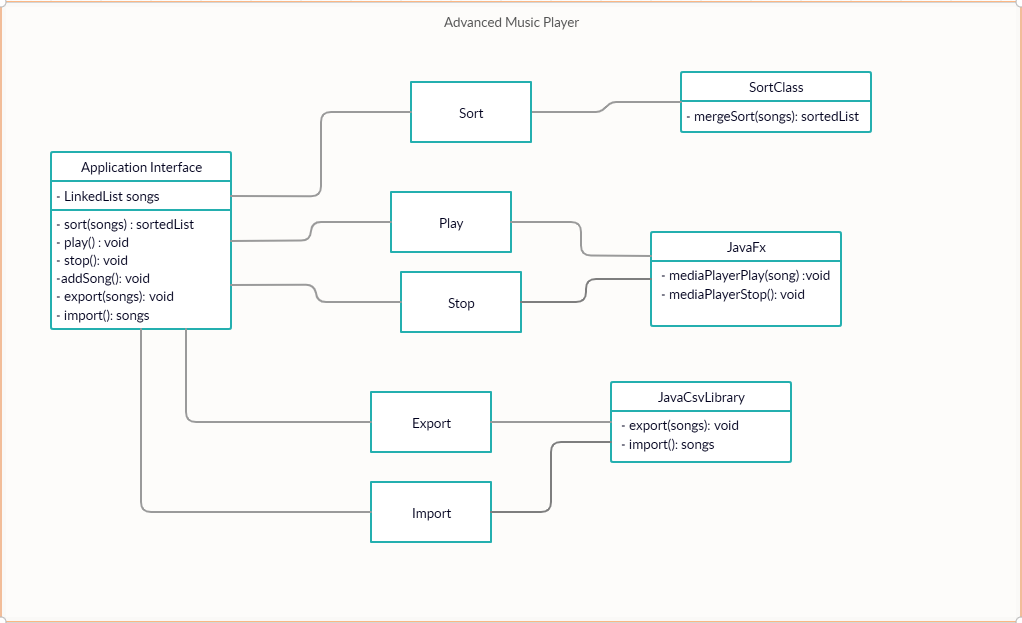 Advanced Music Player
Sort
SortClass
- mergeSort(songs): sortedList
Application Interface
- LinkedList songs
- sort(songs) : sortedList
- play() : void
- stop(): void
-addSong(): void
- export(songs): void
- import(): songs
Play
Stop
JavaFx
- mediaPlayerPlay(song) :void
- mediaPlayerStop(): void
Export
JavaCsvLibrary
- export(songs): void
- import(): songs
Import